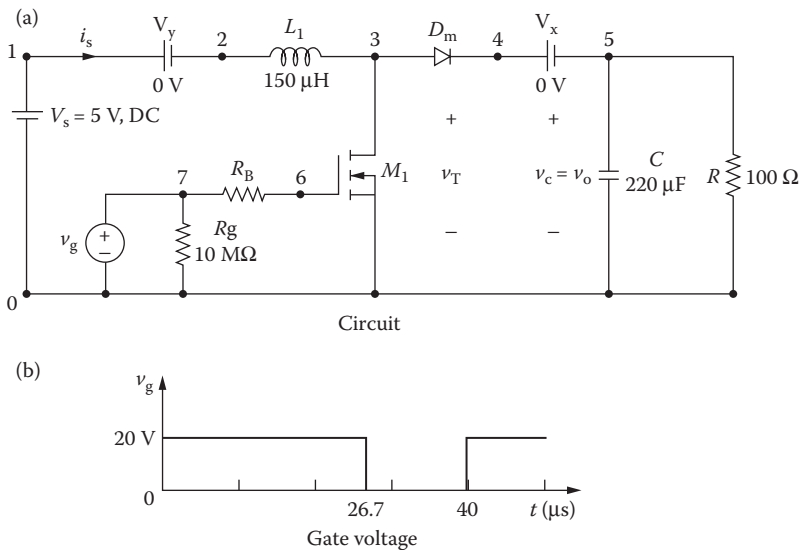 (a)
1
i_s
V_y
0 V
2
L_1
150 μH
3
D_m
4
V_x
0 V
5
V_s = 5 V, DC
+
+
7
R_B
6
M_1
v_T
v_c = v_o
C
220 μF
R
100 Ω
v_g
+
−
Rg
10 MΩ
−
−
0
Circuit
(b)
v_g
20 V
0
26.7
40
t (μs)
Gate voltage